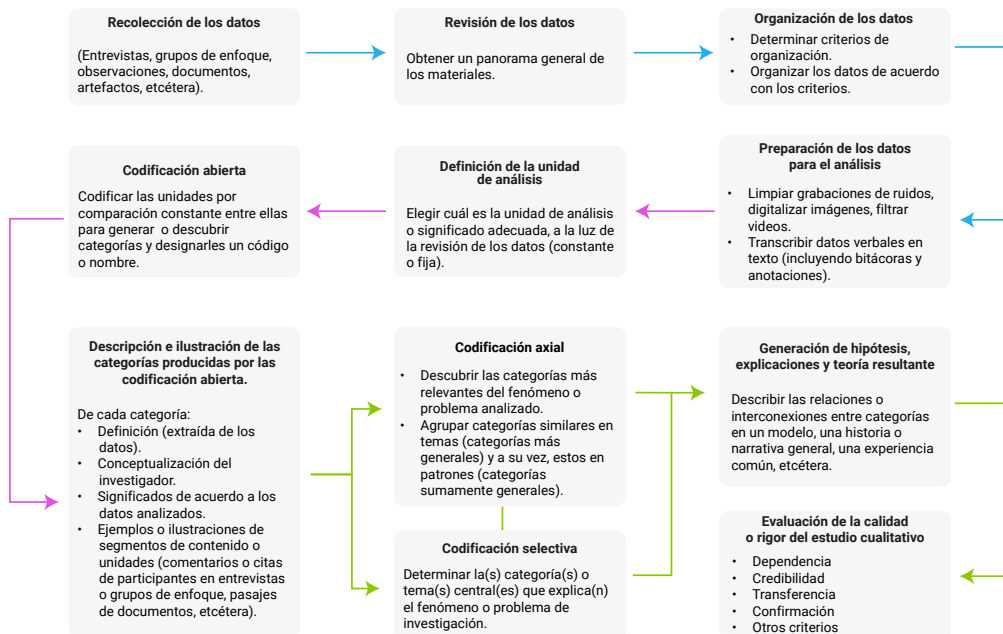 Recolección de los datos
(Entrevistas, grupos de enfoque,
observaciones, documentos,
artefactos, etcétera).
Revisión de los datos
Obtener un panorama general de
los materiales.
Organización de los datos
• Determinar criterios de
organización.
• Organizar los datos de acuerdo
con los criterios.
Codificación abierta
Codificar las unidades por
comparación constante entre ellas
para generar o descubrir
categorías y designarles un código
o nombre.
Definición de la unidad
de análisis
Elegir cuál es la unidad de análisis
o significado adecuada, a la luz de
la revisión de los datos (constante
o fija).
Preparación de los datos
para el análisis
• Limpiar grabaciones de ruidos,
digitalizar imágenes, filtrar
videos.
• Transcribir datos verbales en
texto (incluyendo bitácoras y
anotaciones).
Descripción e ilustración de las
categorías producidas por las
codificación abierta.
De cada categoría:
• Definición (extraída de los
datos).
• Conceptualización del
investigador.
• Significados de acuerdo a los
datos analizados.
• Ejemplos o ilustraciones de
segmentos de contenido o
unidades (comentarios o citas
de participantes en entrevistas
o grupos de enfoque, pasajes
de documentos, etcétera).
Codificación axial
• Descubrir las categorías más
relevantes del fenómeno o
problema analizado.
• Agrupar categorías similares en
temas (categorías más
generales) y a su vez, estos en
patrones (categorías
sumamente generales).
Codificación selectiva
Determinar la(s) categoría(s) o
tema(s) central(es) que explica(n)
el fenómeno o problema de
investigación.
Generación de hipótesis,
explicaciones y teoría resultante
Describir las relaciones o
interconexiones entre categorías
en un modelo, una historia o
narrativa general, una experiencia
común, etcétera.
Evaluación de la calidad
o rigor del estudio cualitativo
• Dependencia
• Credibilidad
• Transferencia
• Confirmación
• Otros criterios